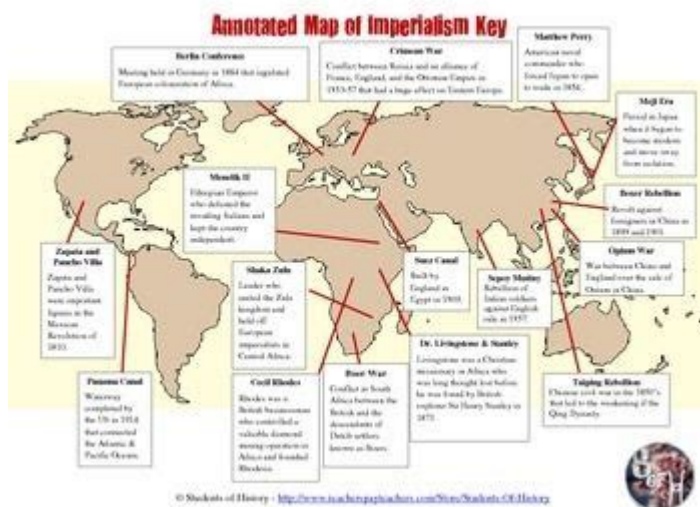 Annotated Map of Imperialism Key
Berlin Conference
Meeting held in Germany in 1884 that regulated
European colonization of Africa.
Crimean War
Conflict between Russia and an alliance of
France, England, and the Ottoman Empire in
1853-57 that had a huge effect on Eastern Europe.
Matthew Perry
American naval
commander who
forced Japan to open
to trade in 1854.
Meji Era
Period in Japan
when it began to
become modern
and move away
from isolation.
Menelik II
Ethiopian Emperor
who defeated the
invading Italians and
kept the country
independent.
Boxer Rebellion
Revolt against
foreigners in China in
1899 and 1901.
Zapata and
Pancho Villa
Zapata and
Pancho Villa
were important
figures in the
Mexican
Revolution of
1910.
Shaka Zulu
Leader who
united the Zulu
kingdom and
held off
European
imperialism in
Central Africa.
Suez Canal
Built by
England in
Egypt in 1869.
Sepoy Mutiny
Rebellion of
Indian soldiers
against English
rule in 1857.
Opium War
War between China and
England over the sale of
Opium in China.
Panama Canal
Waterway
completed by
the US in 1914
that connected
the Atlantic &
Pacific Oceans.
Cecil Rhodes
Rhodes was a
British businessman
who controlled a
valuable diamond
mining operation in
Africa and founded
Rhodesia.
Boer War
Conflict in South
Africa between the
British and the
descendants of
Dutch settlers
known as Boers.
Dr. Livingstone & Stanley
Livingstone was a Christian
missionary in Africa who
was long thought lost before
he was found by British
explorer Sir Henry Stanley in
1871.
Taiping Rebellion
Chinese civil war in the 1850's
that led to the weakening if the
Qing Dynasty.
© Students of History - http://www.teacherspayteachers.com/Store/Students-Of-History